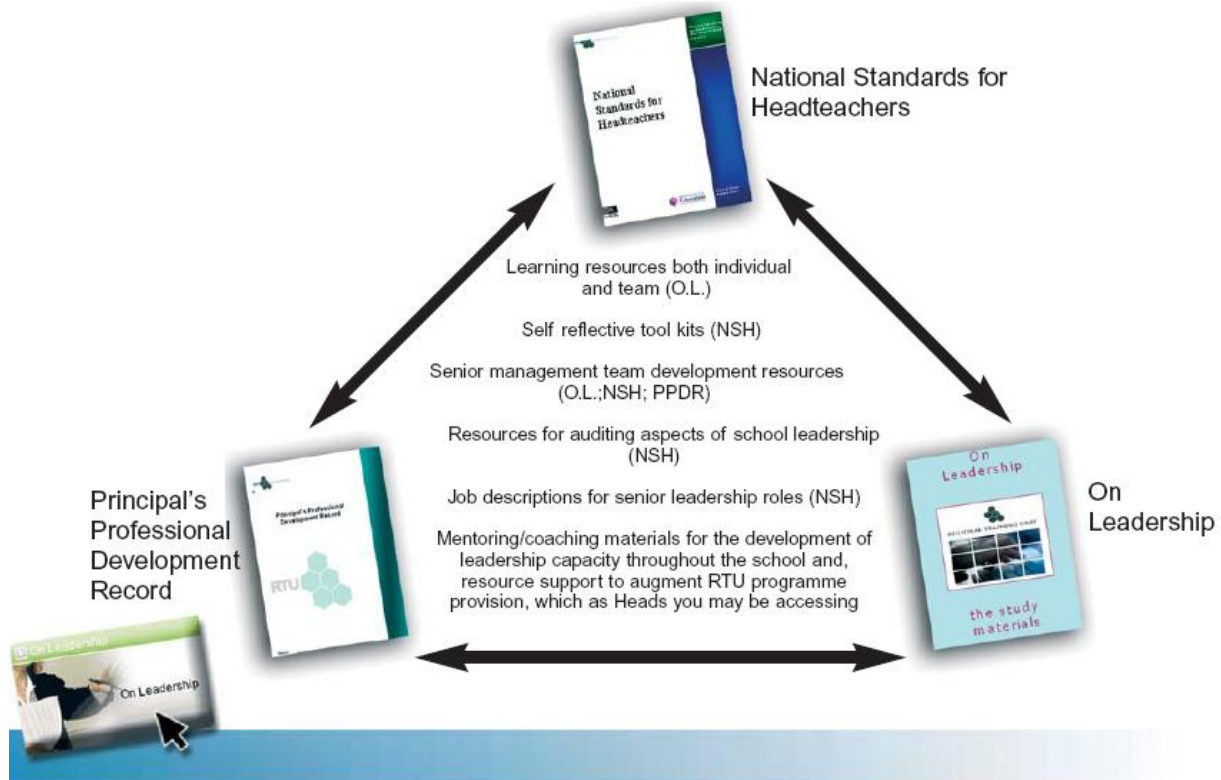 National Standards for
Headteachers
National
Standards for
Headteachers
Learning resources both individual
and team (O.L.)
Self reflective tool kits (NSH)
Senior management team development resources
(O.L.;NSH; PPDR)
Resources for auditing aspects of school leadership
(NSH)
Job descriptions for senior leadership roles (NSH)
Mentoring/coaching materials for the development of
leadership capacity throughout the school and,
resource support to augment RTU programme
provision, which as Heads you may be accessing
Principal's
Professional
Development
Record
Principal's Professional
Development Record
RTU
On
Leadership
REGIONAL TRAINING UNIT
the study
materials
On
Leadership
On Leadership
On Leadership